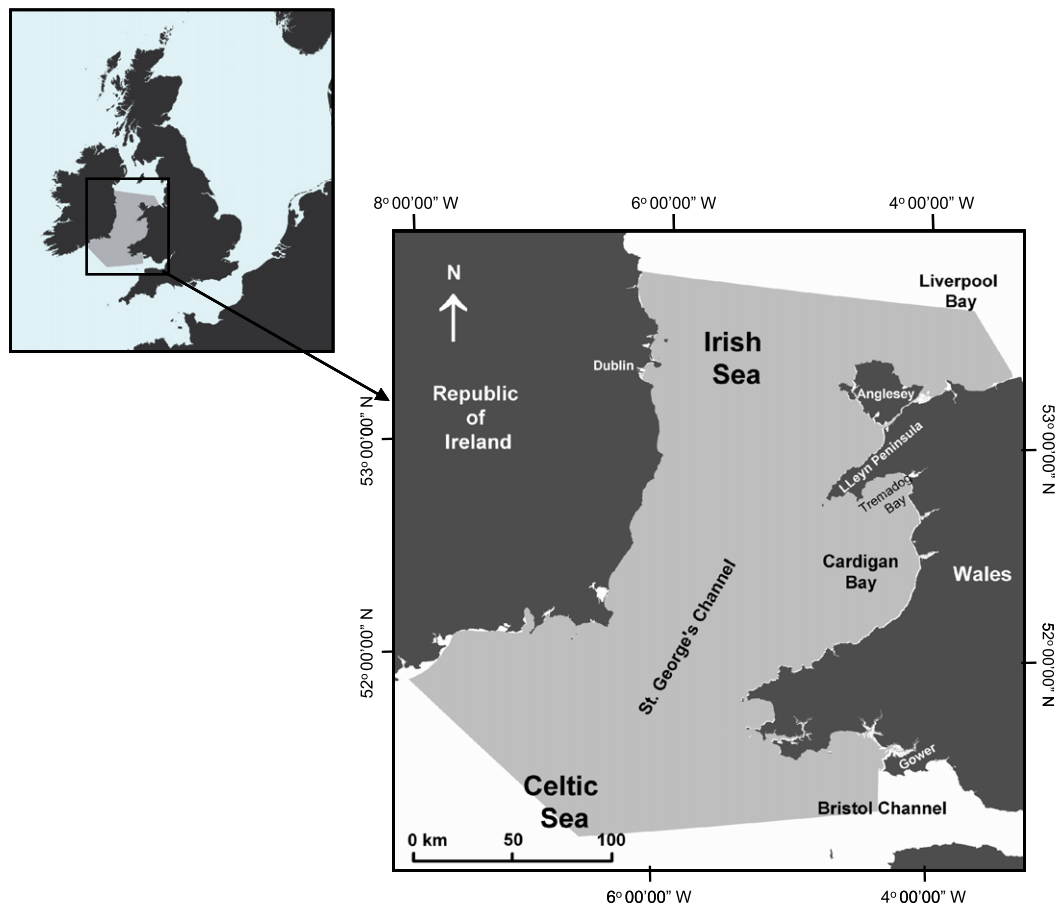 8°00'00" W
6°00'00" W
4°00'00" W
N
Liverpool
Bay
Irish
Sea
Dublin
Republic
of
Ireland
Anglesey
53°00'00" N
53°00'00" N
LLeyn Peninsula
Tremadog
Bay
Cardigan
Bay
Wales
St. George's Channel
52°00'00" N
52°00'00" N
Gower
Celtic
Sea
Bristol Channel
0 km 50 100
6°00'00" W
4°00'00" W